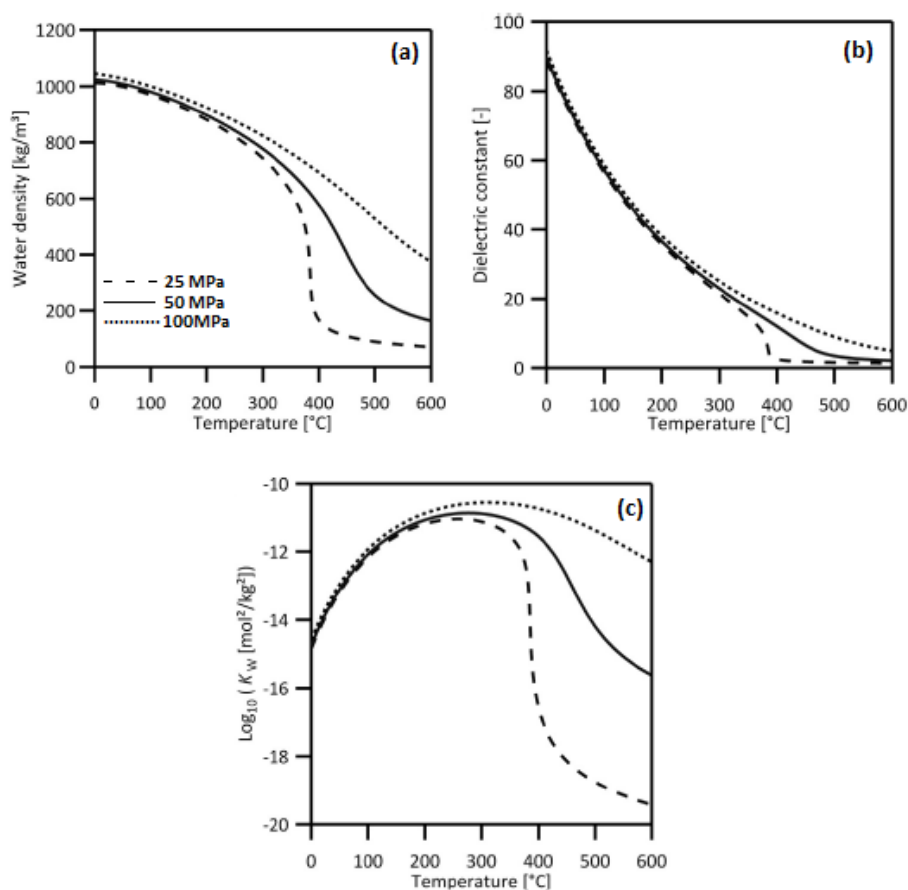 (a)
Water density [kg/m³]
1200
1000
800
600
400
200
0
25 MPa
50 MPa
100MPa
0 100 200 300 400 500 600
Temperature [°C]
(b)
Dielectric constant [-]
100
80
60
40
20
0
0 100 200 300 400 500 600
Temperature [°C]
(c)
Log₁₀ ( K W [mol²/kg²])
-10
-12
-14
-16
-18
-20
0 100 200 300 400 500 600
Temperature [°C]